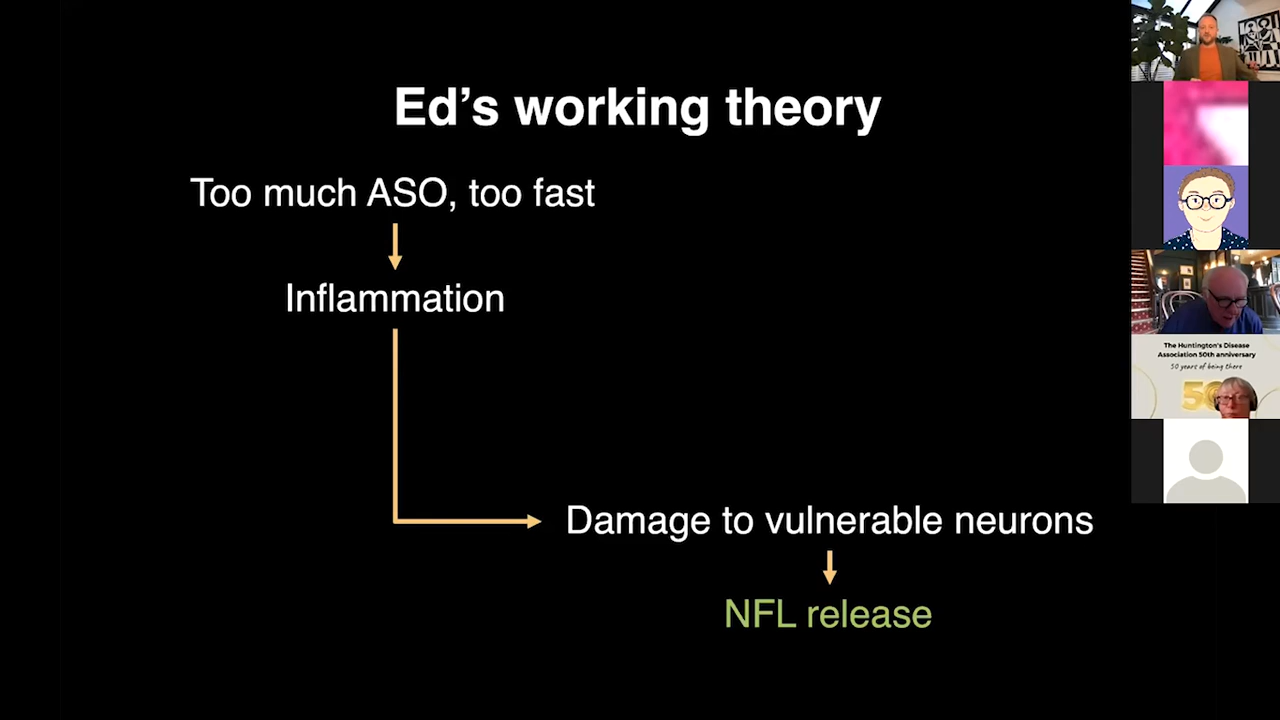 Ed’s working theory
Too much ASO, too fast
Inflammation
Damage to vulnerable neurons
NFL release
The Huntington's Disease
Association 50th anniversary
50 years of being there